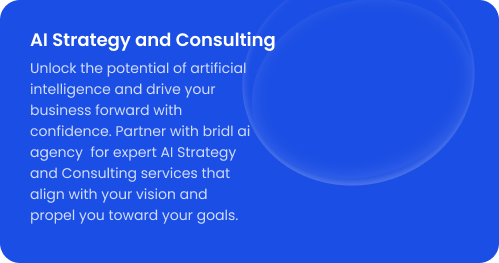 AI Strategy and Consulting
Unlock the potential of artificial
intelligence and drive your
business forward with
confidence. Partner with bridl ai
agency  for expert AI Strategy
and Consulting services that
align with your vision and
propel you toward your goals.